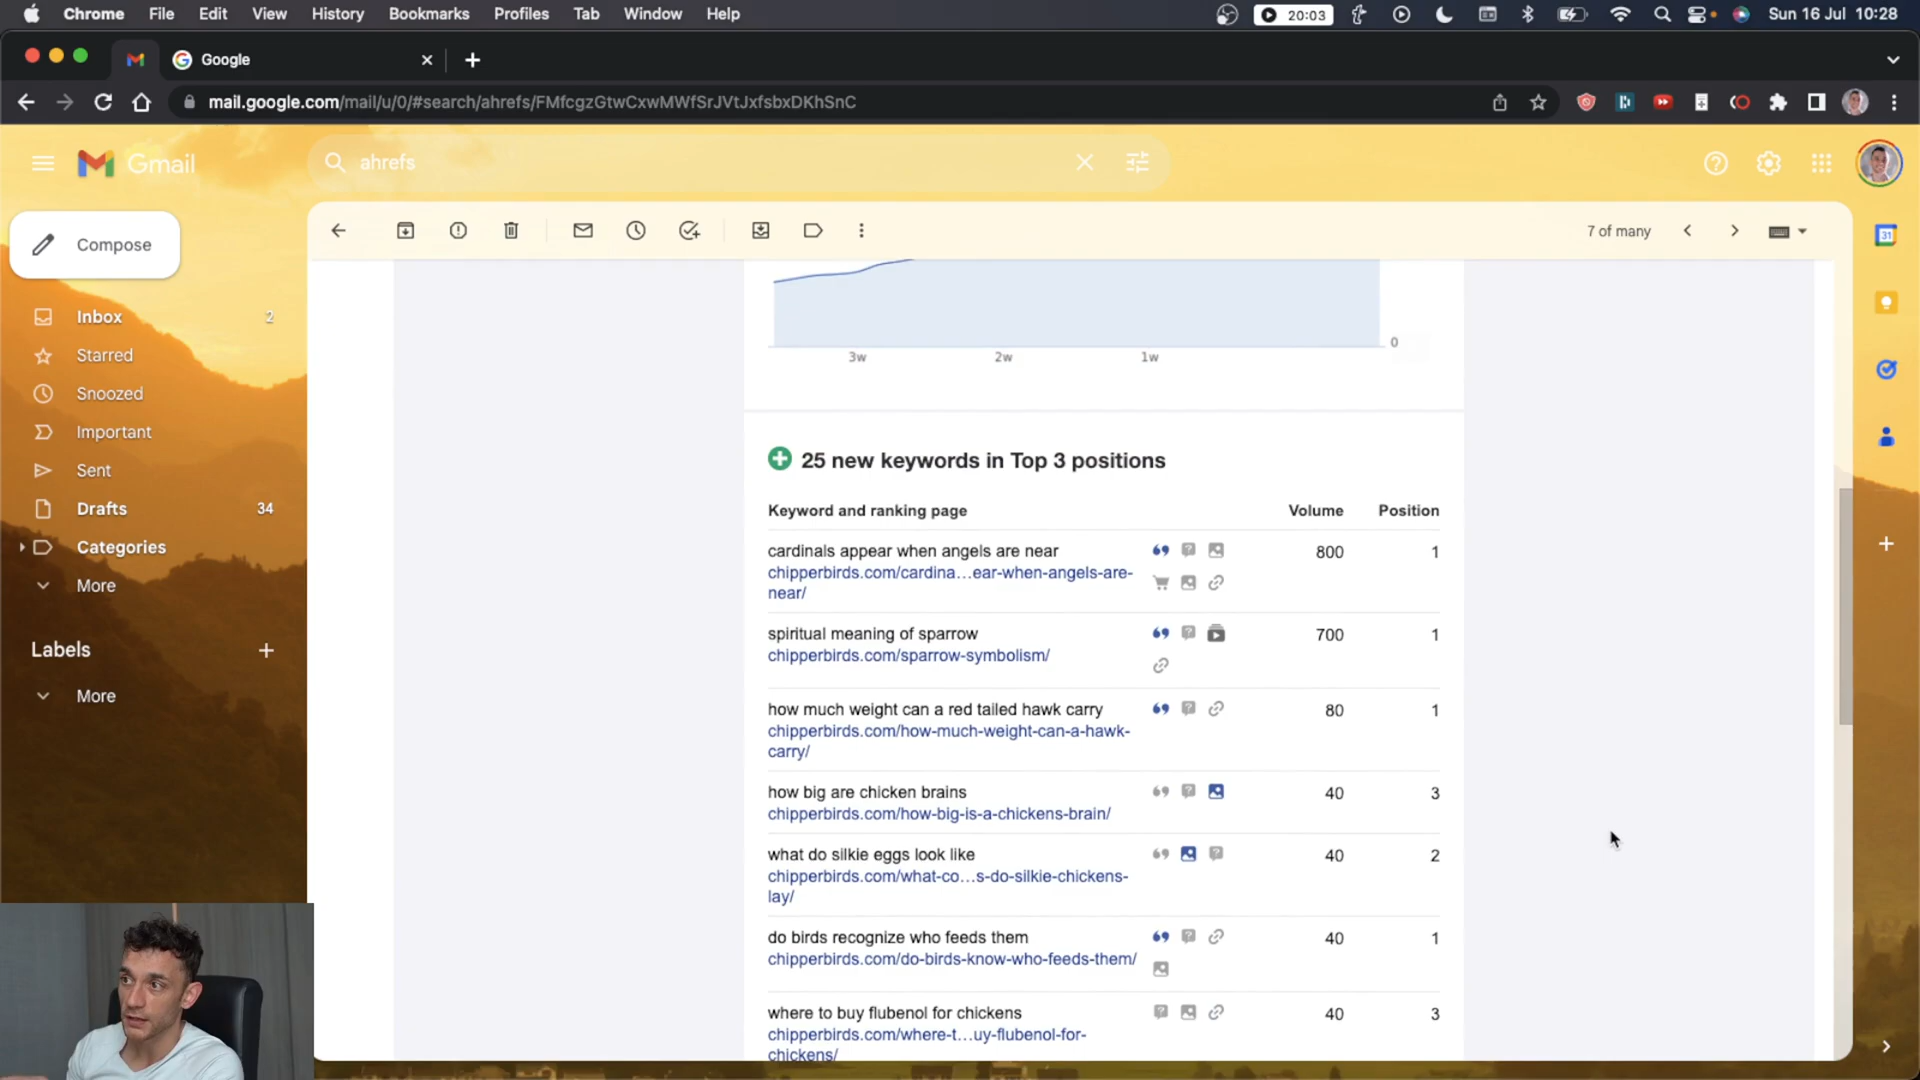 Chrome File Edit View History Bookmarks Profiles Tab Window Help 20:03 Sun 16 Jul 10:28
Google
mail.google.com/mail/u/0/#search/ahrefs/FMfcgzGtwCxwMWfSrJVtJxfsbxDKhSnC
Gmail
ahrefs
Compose
7 of many
31
Inbox 2
Starred
Snoozed
Important
Sent
Drafts 34
Categories
More
Labels
More
0
3w 2w 1w
25 new keywords in Top 3 positions
Keyword and ranking page Volume Position
cardinals appear when angels are near 800 1
chipperbirds.com/cardina…ear-when-angels-are-
near/
spiritual meaning of sparrow 700 1
chipperbirds.com/sparrow-symbolism/
how much weight can a red tailed hawk carry 80 1
chipperbirds.com/how-much-weight-can-a-hawk-
carry/
how big are chicken brains 40 3
chipperbirds.com/how-big-is-a-chickens-brain/
what do silkie eggs look like 40 2
chipperbirds.com/what-co…s-do-silkie-chickens-
lay/
do birds recognize who feeds them 40 1
chipperbirds.com/do-birds-know-who-feeds-them/
where to buy flubenol for chickens 40 3
chipperbirds.com/where-t…uy-flubenol-for-
chickens/